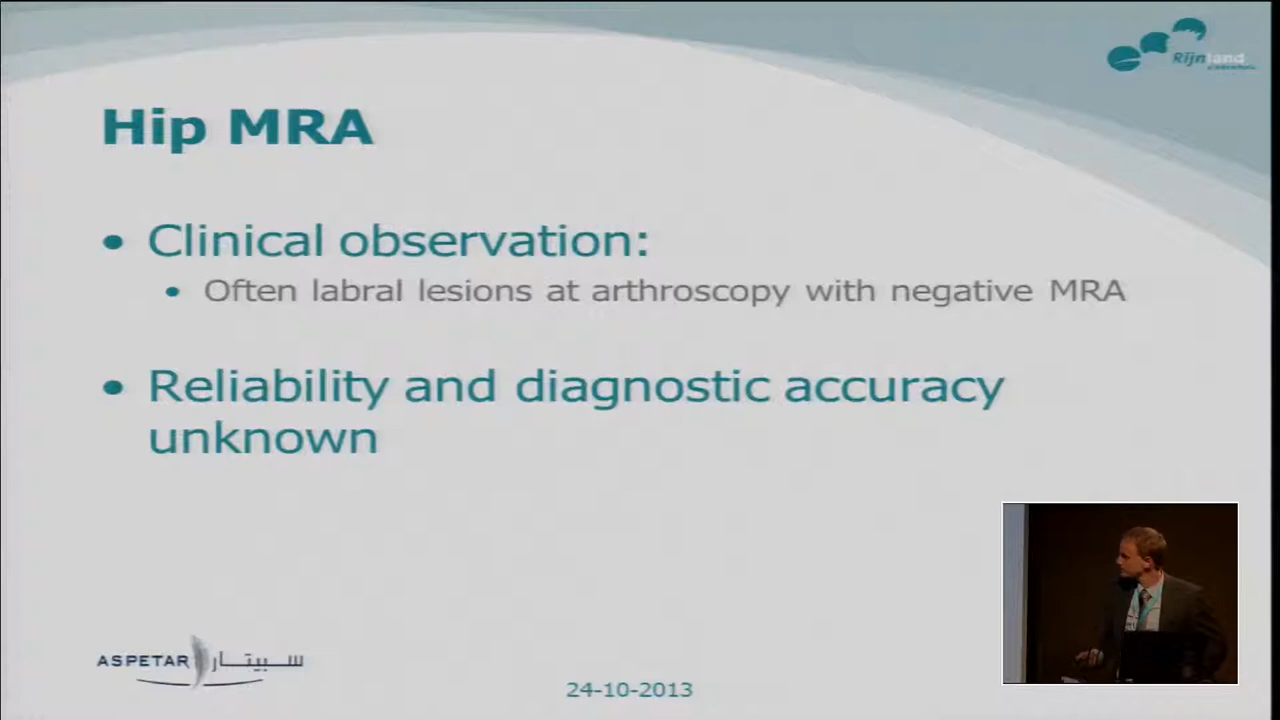 Rijnland
Hip MRA
• Clinical observation:
• Often labral lesions at arthroscopy with negative MRA
• Reliability and diagnostic accuracy
unknown
ASPETAR سبيتار
24-10-2013